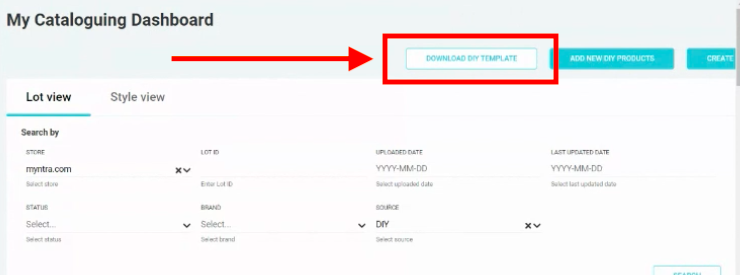 My Cataloguing Dashboard
DOWNLOAD DIY TEMPLATE
ADD NEW DIY PRODUCTS
CREATE
Lot view
Style view
Search by
STORE
LOT ID
UPLOADED DATE
LAST UPDATED DATE
myntra.com
YYYY-MM-DD
YYYY-MM-DD
Select store
Enter Lot ID
Select uploaded date
Select last updated date
STATUS
BRAND
SOURCE
Select...
Select...
DIY
Select status
Select brand
Select source
SEARCH